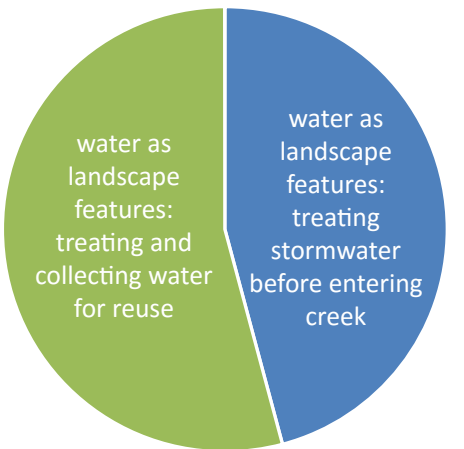 water as
landscape
features:
treating and
collecting water
for reuse
water as
landscape
features:
treating
stormwater
before entering
creek